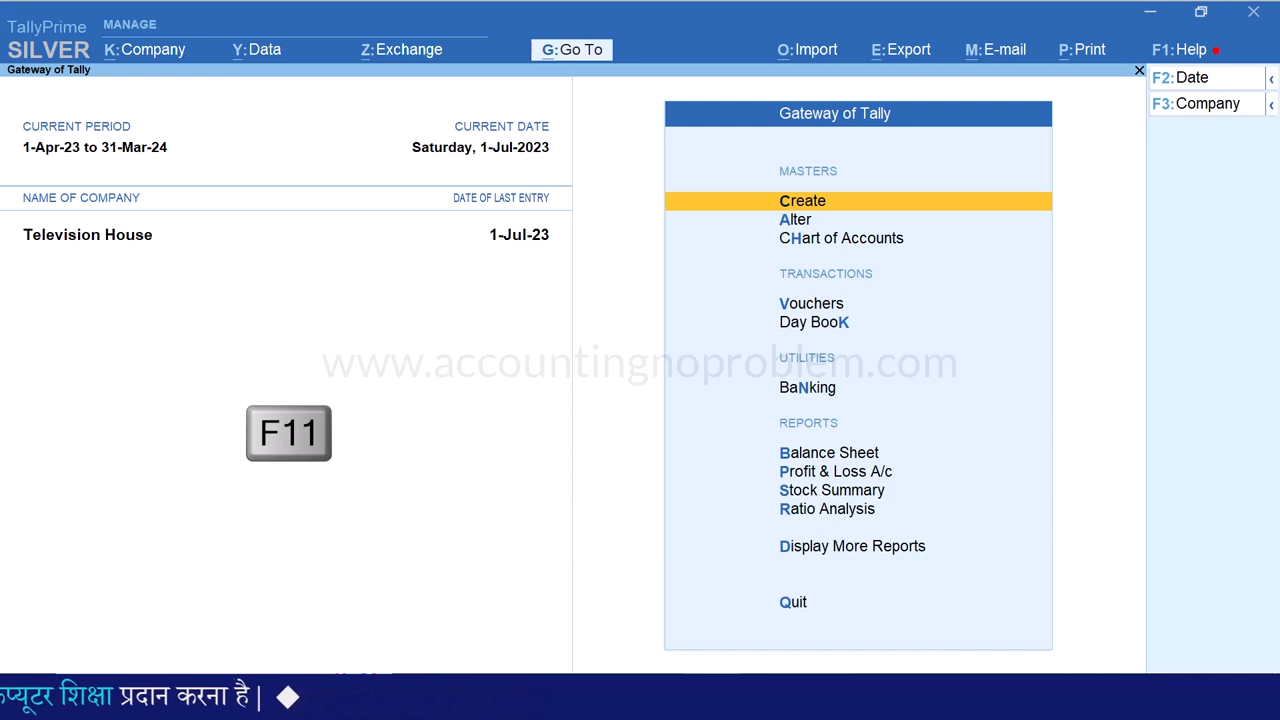 TallyPrime
SILVER
MANAGE
K:Company Y:Data Z:Exchange G:Go To O:Import E:Export M:E-mail P:Print F1:Help
Gateway of Tally
F2:Date
F3:Company
CURRENT PERIOD
1-Apr-23 to 31-Mar-24
CURRENT DATE
Saturday, 1-Jul-2023
NAME OF COMPANY
DATE OF LAST ENTRY
Television House
1-Jul-23
F11
Gateway of Tally
MASTERS
Create
Alter
CHart of Accounts
TRANSACTIONS
Vouchers
Day BooK
www.accountingnoproblem.com
UTILITIES
BaNking
REPORTS
Balance Sheet
Profit & Loss A/c
Stock Summary
Ratio Analysis
Display More Reports
Quit
शिक्षा प्रदान करना है |